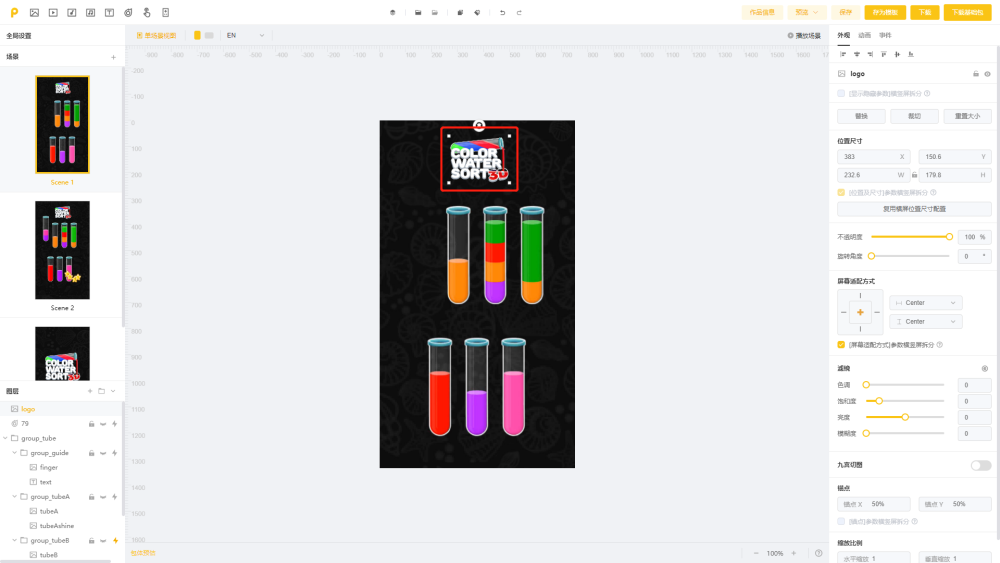 作品信息
预览
保存
存为模板
下载
下载基础包
全局设置
场景
+
Scene 1
Scene 2
COLOR
WATER
SORT 3D
图层
logo
79
group_tube
group_guide
finger
text
group_tubeA
tubeA
tubeAshine
group_tubeB
tubeB
单场景视图
EN
播放场景
-900 -800 -700 -600 -500 -400 -300 -200 -100 0 100 200 300 400 500 600 700 800 900 1000 1100 1200 1300 1400 1500 1600
-200
-100
0
100
200
300
400
500
600
700
800
900
1000
1100
1200
1300
1400
1500
1600
COLOR
WATER
SORT 3D
100%
外观 动画 事件
logo
[显示隐藏参数]横竖屏拆分
替换 裁切 重置大小
位置尺寸
383 X 150.6 Y
232.6 W 179.8 H
[位置及尺寸]参数横竖屏拆分
复用横屏位置尺寸配置
不透明度 100 %
旋转角度 0 °
屏幕适配方式
Center
Center
[屏幕适配方式]参数横竖屏拆分
滤镜
色调 0
饱和度 0
亮度 0
模糊度 0
九宫切图
锚点
锚点 X 50% 锚点 Y 50%
[锚点]参数横竖屏拆分
缩放比例
水平缩放 1 垂直缩放 1